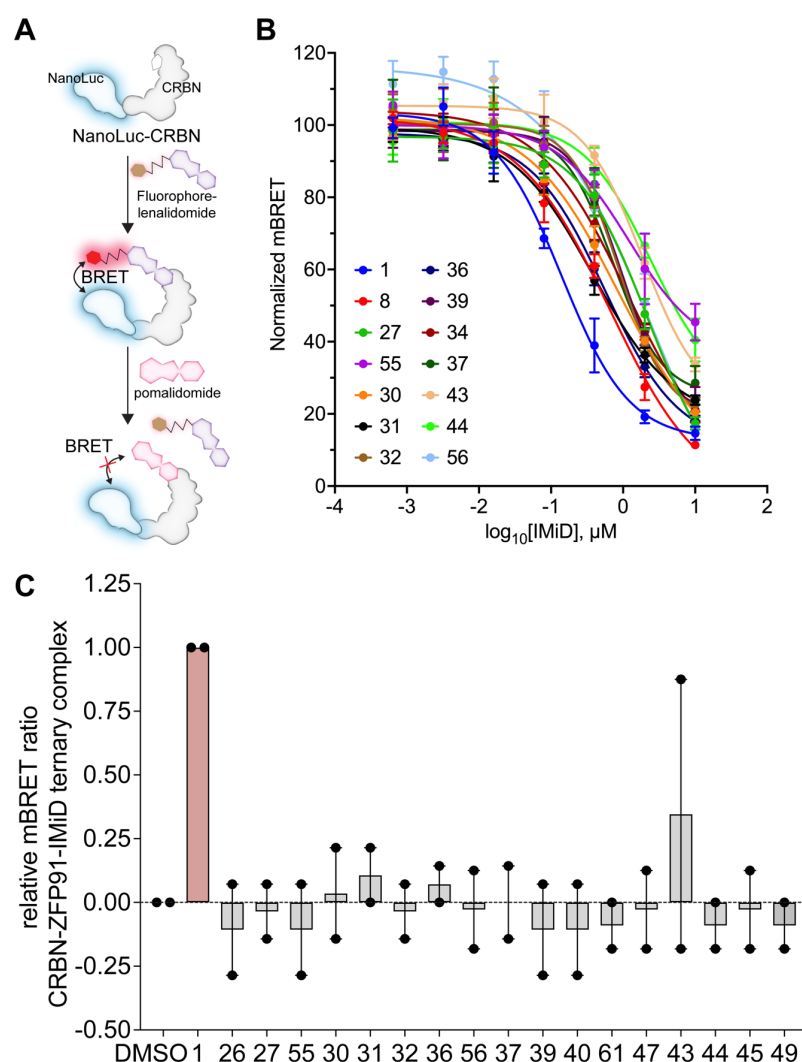 A
NanoLuc
CRBN
NanoLuc-CRBN
Fluorophore-
lenalidomide
BRET
pomalidomide
BRET
B
Normalized mBRET
120
100
80
60
40
20
0
-4 -3 -2 -1 0 1 2
log10[IMiD], µM
1 36
8 39
27 34
55 37
30 43
31 44
32 56
C
relative mBRET ratio
CRBN-ZFP91-IMiD ternary complex
1.25
1.00
0.75
0.50
0.25
0.00
-0.25
-0.50
DMSO 1 26 27 55 30 31 32 36 56 37 39 40 61 47 43 44 45 49